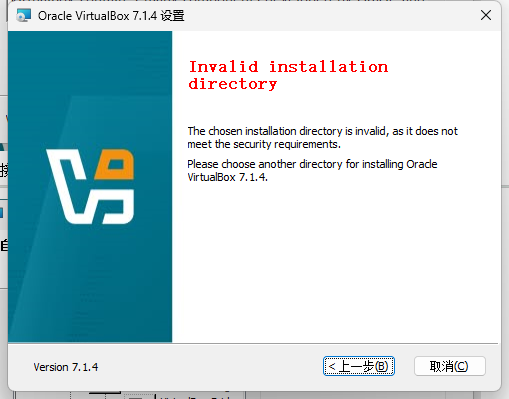 Oracle VirtualBox 7.1.4 设置
Invalid installation
directory
The chosen installation directory is invalid, as it does not
meet the security requirements.
Please choose another directory for installing Oracle
VirtualBox 7.1.4.
Version 7.1.4
< 上一步(B)
取消(C)